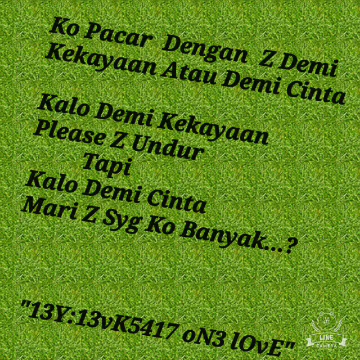 Ko Pacar Dengan Z Demi
Kekayaan Atau Demi Cinta
Kalo Demi Kekayaan
Please Z Undur
Tapi
Kalo Demi Cinta
Mari Z Syg Ko Banyak...?
"13Y:13vK5417 oN3 lOvE"
LINE